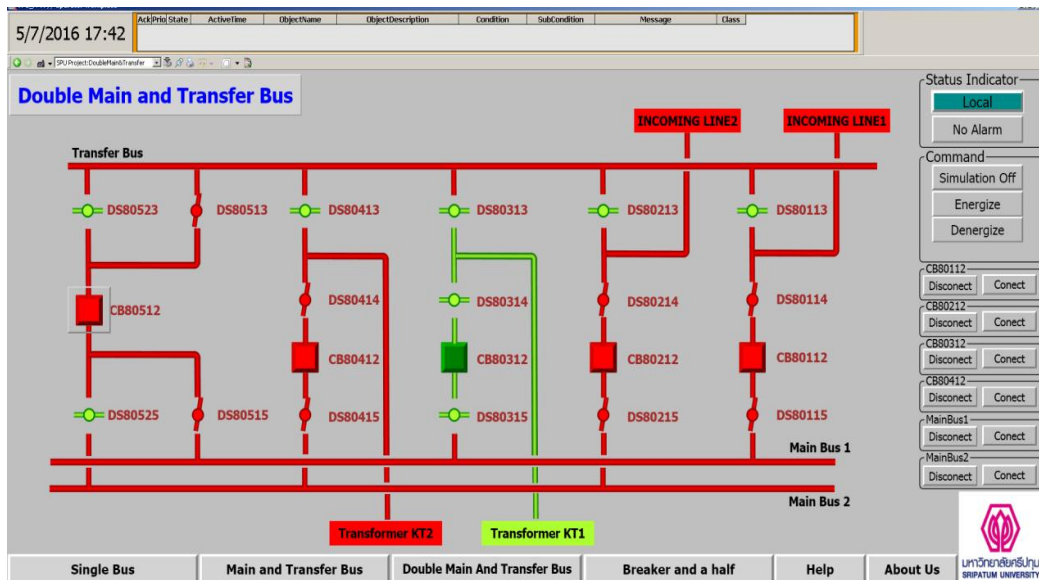 5/7/2016 17:42
Ack Prio State ActiveTime ObjectName ObjectDescription Condition SubCondition Message Class
SPU Project:DoubleMainbTransfer
Double Main and Transfer Bus
INCOMING LINE2 INCOMING LINE1
Transfer Bus
DS80523 DS80513 DS80413 DS80313 DS80213 DS80113
CB80512 DS80414 DS80314 DS80214 DS80114
CB80412 CB80312 CB80212 CB80112
DS80525 DS80515 DS80415 DS80315 DS80215 DS80115
Main Bus 1
Main Bus 2
Transformer KT2 Transformer KT1
Status Indicator
Local
No Alarm
Command
Simulation Off
Energize
Denergize
CB80112
Disconect Conect
CB80212
Disconect Conect
CB80312
Disconect Conect
CB80412
Disconect Conect
MainBus1
Disconect Conect
MainBus2
Disconect Conect
Single Bus Main and Transfer Bus Double Main And Transfer Bus Breaker and a half Help About Us
มหาวิทยาลัยศรีปทุม
SRIPATUM UNIVERSITY